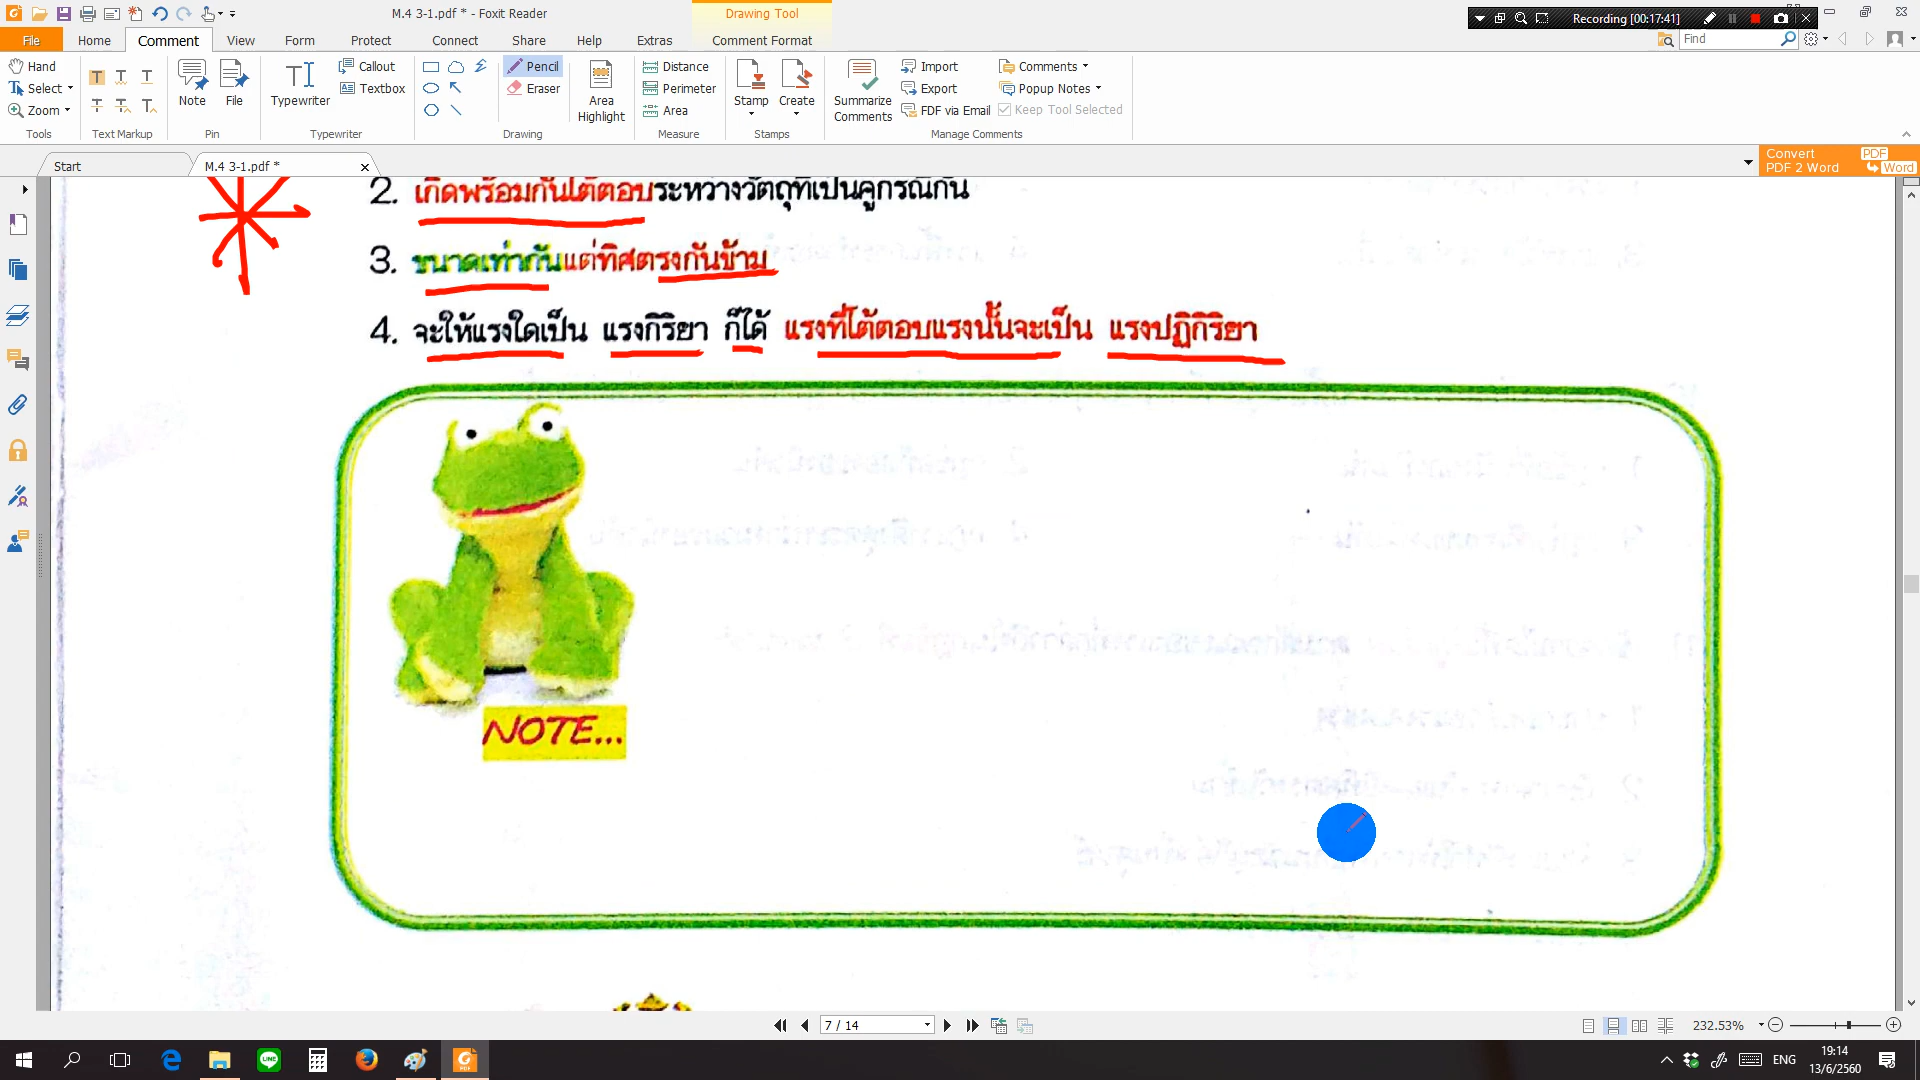 M.4 3-1.pdf * - Foxit Reader
Drawing Tool
Recording [00:17:41]
File Home Comment View Form Protect Connect Share Help Extras Comment Format
Find
Hand
Select
Zoom
Tools
Text Markup
Note
File
Pin
Typewriter
Callout
Textbox
Typewriter
Pencil
Eraser
Drawing
Area Highlight
Distance
Perimeter
Area
Measure
Stamp
Create
Stamps
Summarize Comments
Import
Export
FDF via Email
Comments
Popup Notes
Keep Tool Selected
Manage Comments
Start
M.4 3-1.pdf *
Convert PDF
PDF 2 Word Word
2. เกิดพร้อมกันโต้ตอบระหว่างวัตถุที่เป็นคู่กรณีกัน
3. ขนาดเท่ากันแต่ทิศตรงกันข้าม
4. จะให้แรงใดเป็น แรงกิริยา ก็ได้ แรงที่โต้ตอบแรงนั้นจะเป็น แรงปฏิกิริยา
NOTE...
7 / 14
232.53%
LINE
PDF
ENG
19:14
13/6/2560